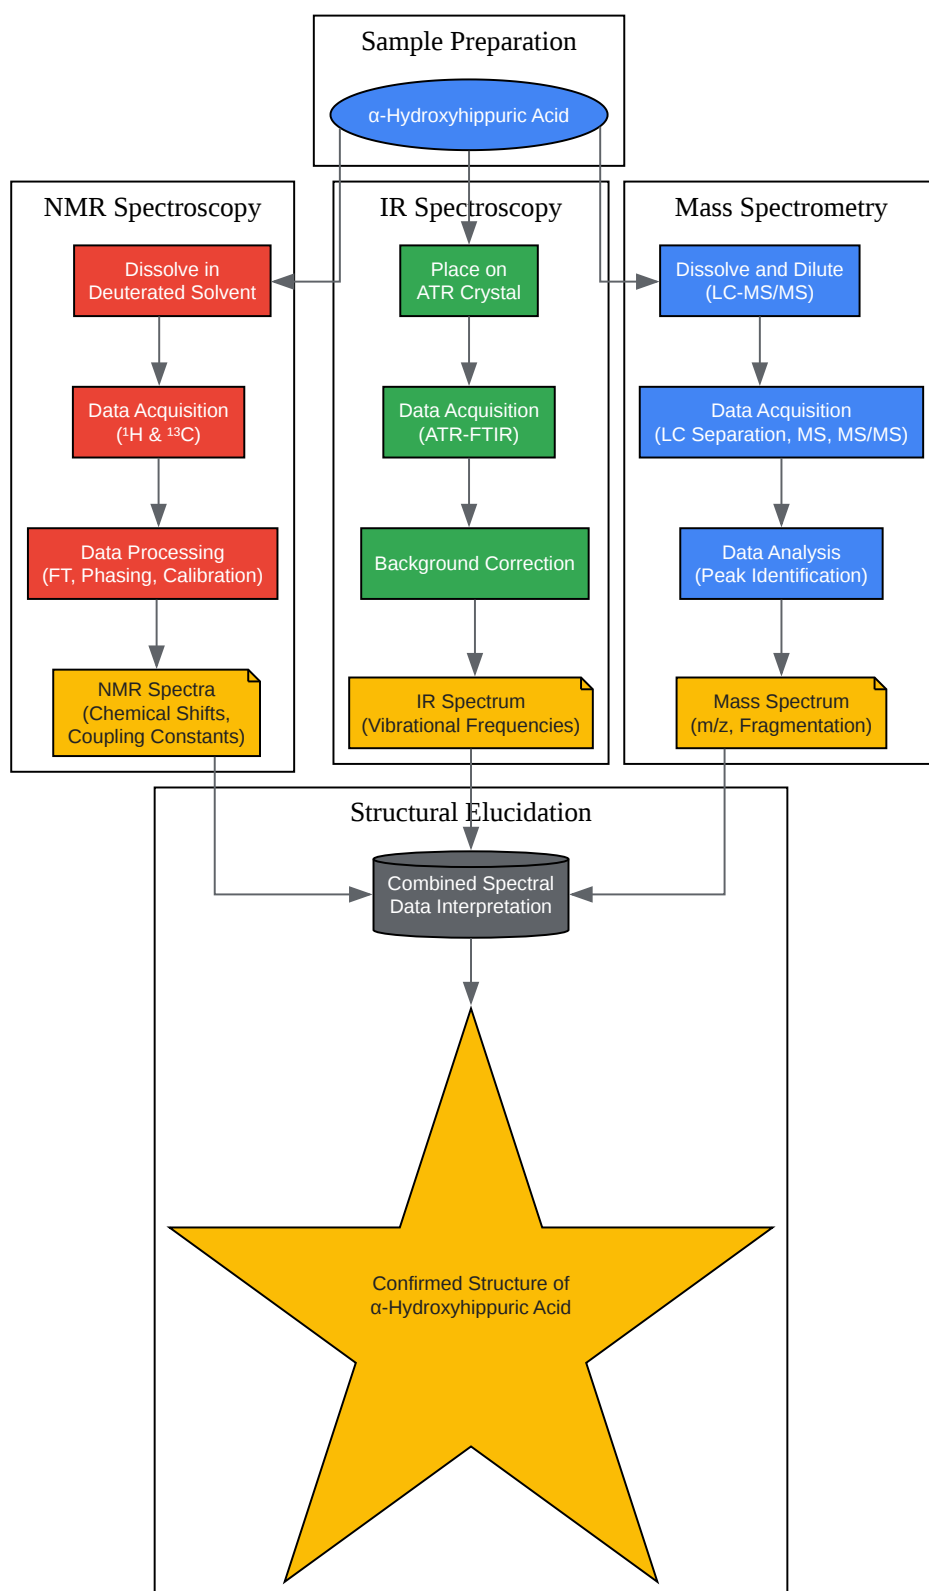 Sample Preparation
α-Hydroxyhippuric Acid
NMR Spectroscopy
Dissolve in
Deuterated Solvent
Data Acquisition
(¹H & ¹³C)
Data Processing
(FT, Phasing, Calibration)
NMR Spectra
(Chemical Shifts,
Coupling Constants)
IR Spectroscopy
Place on
ATR Crystal
Data Acquisition
(ATR-FTIR)
Background Correction
IR Spectrum
(Vibrational Frequencies)
Mass Spectrometry
Dissolve and Dilute
(LC-MS/MS)
Data Acquisition
(LC Separation, MS, MS/MS)
Data Analysis
(Peak Identification)
Mass Spectrum
(m/z, Fragmentation)
Structural Elucidation
Combined Spectral
Data Interpretation
Confirmed Structure of
α-Hydroxyhippuric Acid